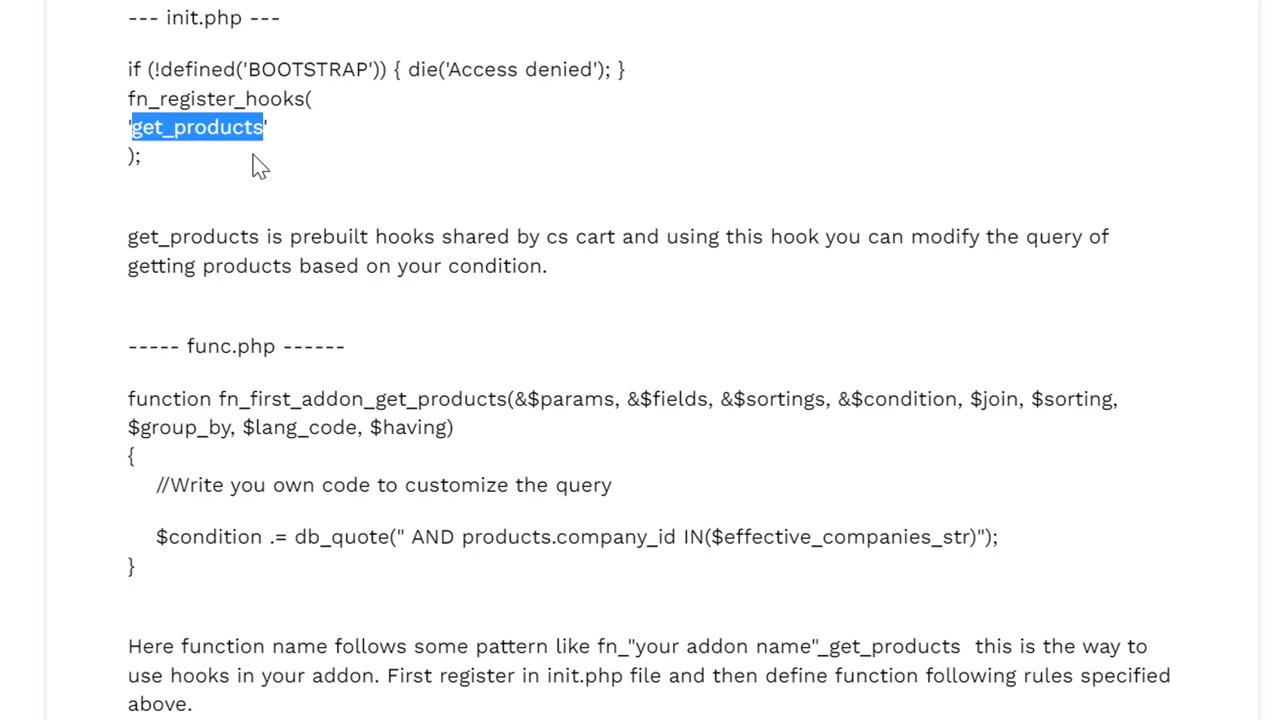 --- init.php ---
if (!defined('BOOTSTRAP')) { die('Access denied'); }
fn_register_hooks(
'get_products'
);
get_products is prebuilt hooks shared by cs cart and using this hook you can modify the query of
getting products based on your condition.
----- func.php ------
function fn_first_addon_get_products(&$params, &$fields, &$sortings, &$condition, $join, $sorting,
$group_by, $lang_code, $having)
{
//Write you own code to customize the query
$condition .= db_quote(" AND products.company_id IN($effective_companies_str)");
}
Here function name follows some pattern like fn_"your addon name"_get_products  this is the way to
use hooks in your addon. First register in init.php file and then define function following rules specified
above.